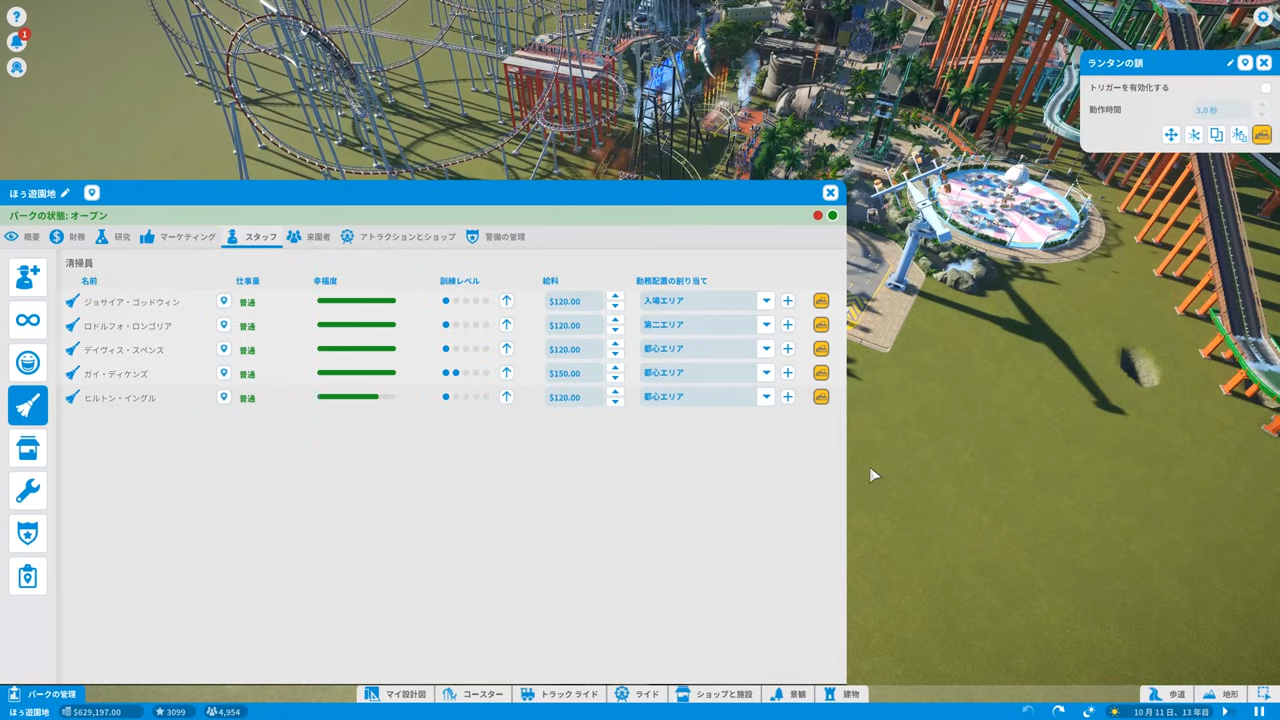 ?
1
ランタンの鎖
トリガーを有効化する
動作時間 3.0 秒
ほぅ遊園地
パークの状態: オープン
概要 財務 研究 マーケティング スタッフ 来園者 アトラクションとショップ 警備の管理
清掃員
名前 仕事量 幸福度 訓練レベル 給料 勤務配置の割り当て
ジョサイア・ゴッドウィン 普通 $120.00 入場エリア
ロドルフォ・ロンゴリア 普通 $120.00 第二エリア
デイヴィス・スペンス 普通 $120.00 都心エリア
ガイ・ディケンズ 普通 $150.00 都心エリア
ヒルトン・イングル 普通 $120.00 都心エリア
パークの管理 マイ設計図 コースター トラック ライド ライド ショップと施設 景観 建物 歩道 地形
ほぅ遊園地 $629,197.00 3099 4,954 10 月 11 日、13 年目